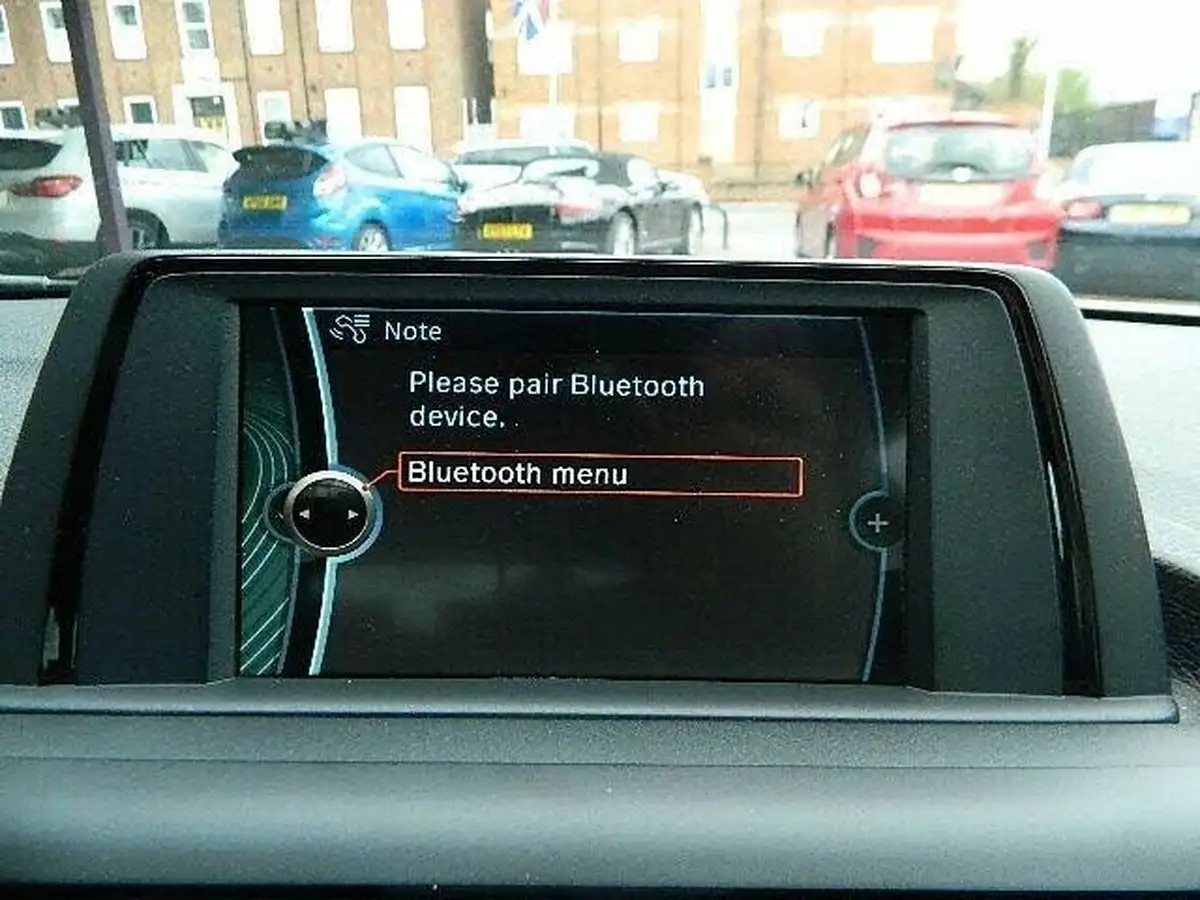 Note
Please pair Bluetooth
device.
Bluetooth menu